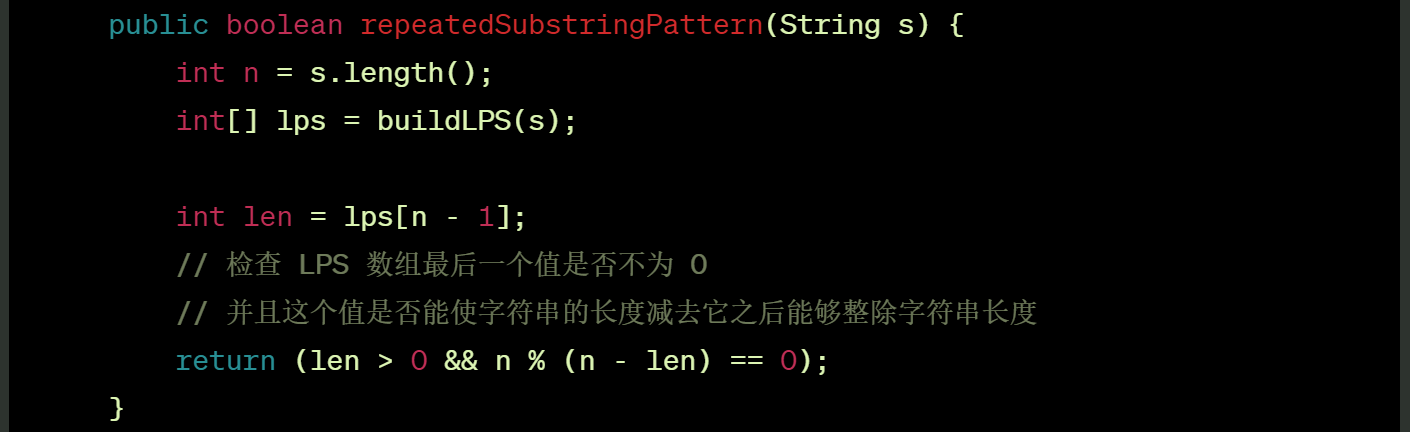 public boolean repeatedSubstringPattern(String s) {
int n = s.length();
int[] lps = buildLPS(s);
int len = lps[n - 1];
// 检查 LPS 数组最后一个值是否不为 0
// 并且这个值是否能使字符串的长度减去它之后能够整除字符串长度
return (len > 0 && n % (n - len) == 0);
}